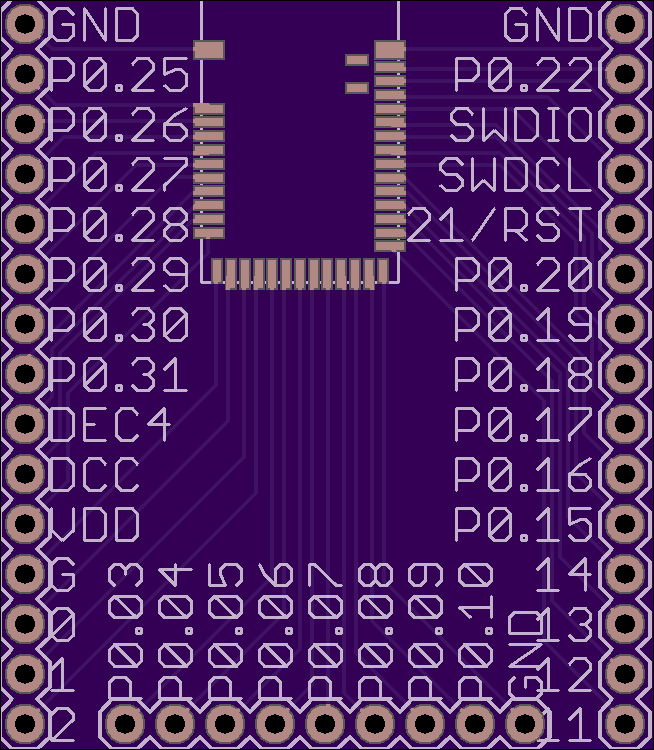 GND GND
P0.25 P0.22
P0.26 SWDIO
P0.27 SWDCL
P0.28 21/RST
P0.29 P0.20
P0.30 P0.19
P0.31 P0.18
DEC4 P0.17
DCC P0.16
VDD P0.15
G 14
0 13
1 12
2 11
P0.03
P0.04
P0.05
P0.06
P0.07
P0.08
P0.09
P0.10
GND